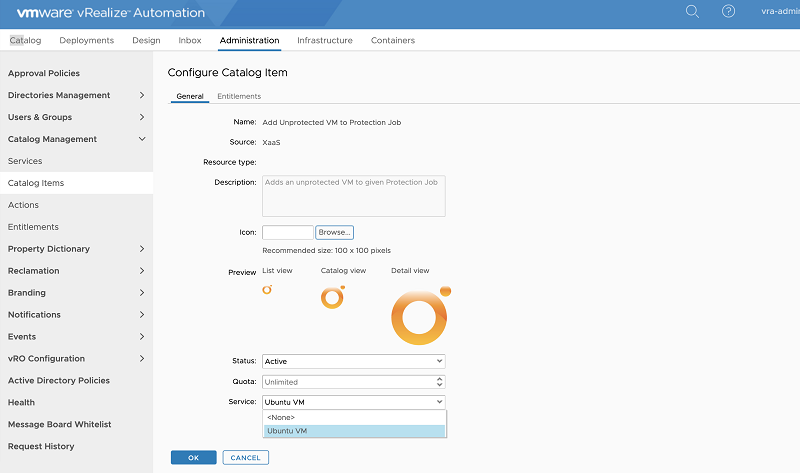 vmware vRealize™ Automation
vra-admi
Catalog Deployments Design Inbox Administration Infrastructure Containers
Approval Policies
Directories Management
Users & Groups
Catalog Management
Services
Catalog Items
Actions
Entitlements
Property Dictionary
Reclamation
Branding
Notifications
Events
vRO Configuration
Active Directory Policies
Health
Message Board Whitelist
Request History
Configure Catalog Item
General Entitlements
Name: Add Unprotected VM to Protection Job
Source: XaaS
Resource type:
Description: Adds an unprotected VM to given Protection Job
Icon: Browse...
Recommended size: 100 x 100 pixels
Preview List view Catalog view Detail view
Status: Active
Quota: Unlimited
Service: Ubuntu VM
<None>
Ubuntu VM
OK CANCEL